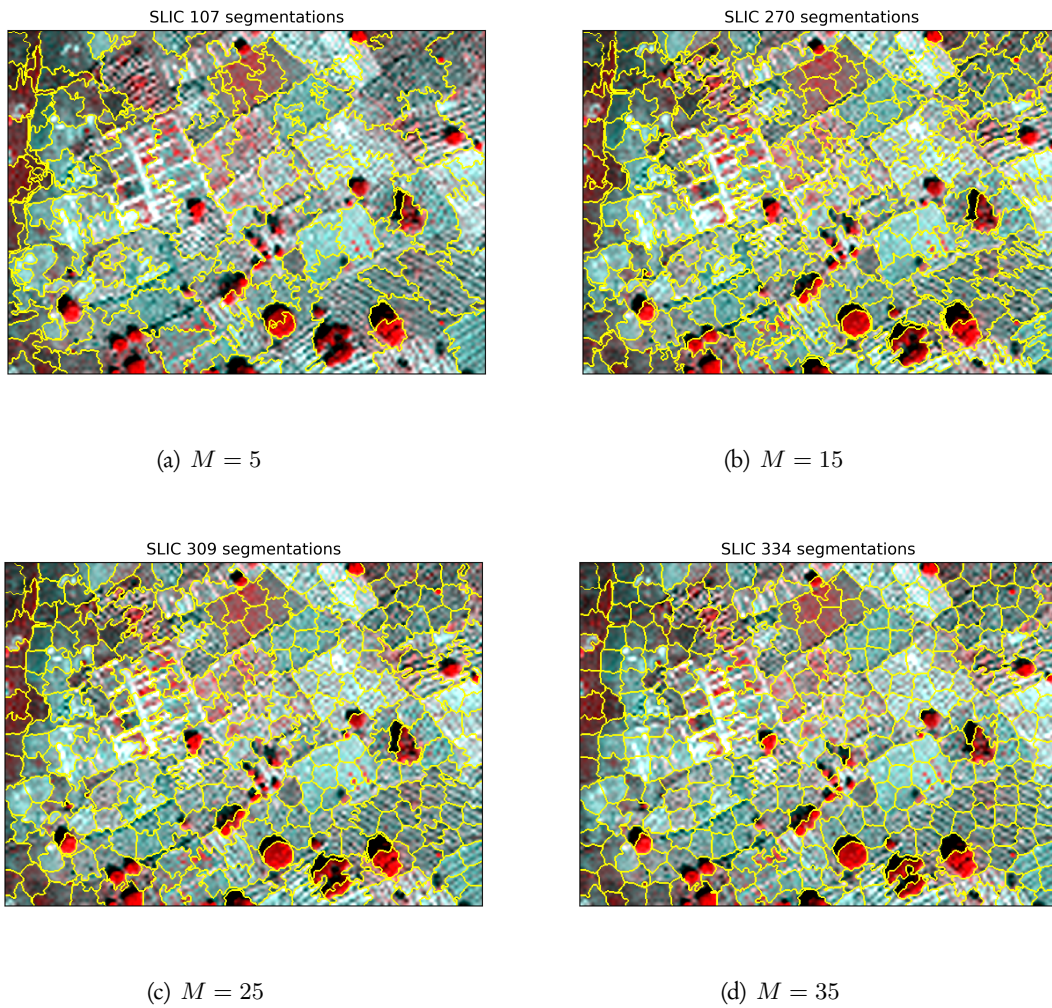 SLIC 107 segmentations
SLIC 270 segmentations
(a) M = 5
(b) M = 15
SLIC 309 segmentations
SLIC 334 segmentations
(c) M = 25
(d) M = 35